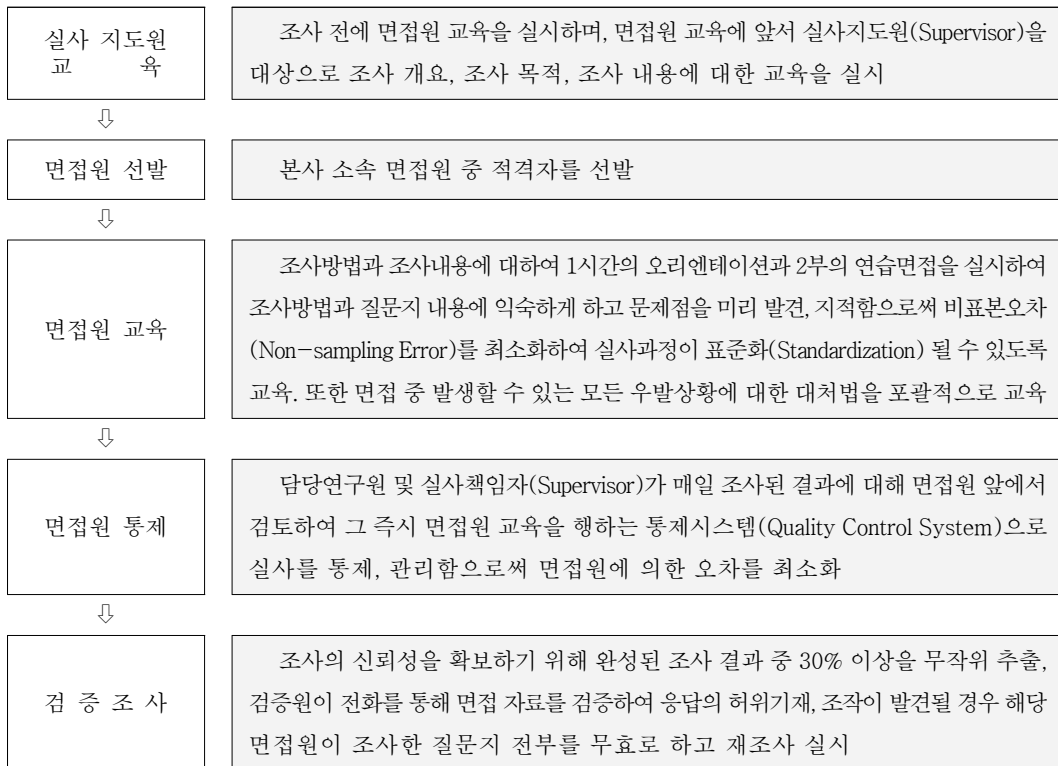 실사 지도원
교 육
조사 전에 면접원 교육을 실시하며, 면접원 교육에 앞서 실사지도원(Supervisor)을
대상으로 조사 개요, 조사 목적, 조사 내용에 대한 교육을 실시
⇩
면접원 선발
본사 소속 면접원 중 적격자를 선발
⇩
면접원 교육
조사방법과 조사내용에 대하여 1시간의 오리엔테이션과 2부의 연습면접을 실시하여
조사방법과 질문지 내용에 익숙하게 하고 문제점을 미리 발견, 지적함으로써 비표본오차
(Non-sampling Error)를 최소화하여 실사과정이 표준화(Standardization) 될 수 있도록
교육. 또한 면접 중 발생할 수 있는 모든 우발상황에 대한 대처법을 포괄적으로 교육
⇩
면접원 통제
담당연구원 및 실사책임자(Supervisor)가 매일 조사된 결과에 대해 면접원 앞에서
검토하여 그 즉시 면접원 교육을 행하는 통제시스템(Quality Control System)으로
실사를 통제, 관리함으로써 면접원에 의한 오차를 최소화
⇩
검 증 조 사
조사의 신뢰성을 확보하기 위해 완성된 조사 결과 중 30% 이상을 무작위 추출,
검증원이 전화를 통해 면접 자료를 검증하여 응답의 허위기재, 조작이 발견될 경우 해당
면접원이 조사한 질문지 전부를 무효로 하고 재조사 실시